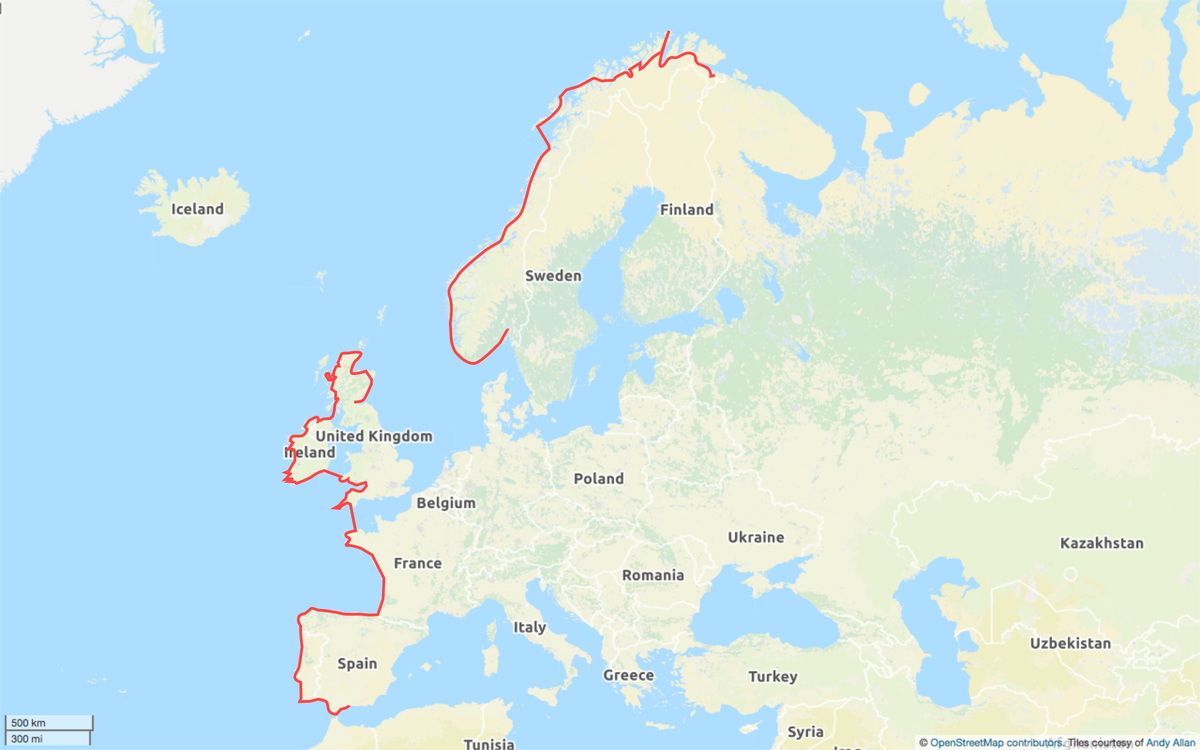 Iceland
Finland
Sweden
United Kingdom
Ireland
Poland
Belgium
Ukraine
Kazakhstan
France
Romania
Italy
Uzbekistan
Spain
Greece
Turkey
500 km
300 mi
Syria
Tunisia
© OpenStreetMap contributors. Tiles courtesy of Andy Allan